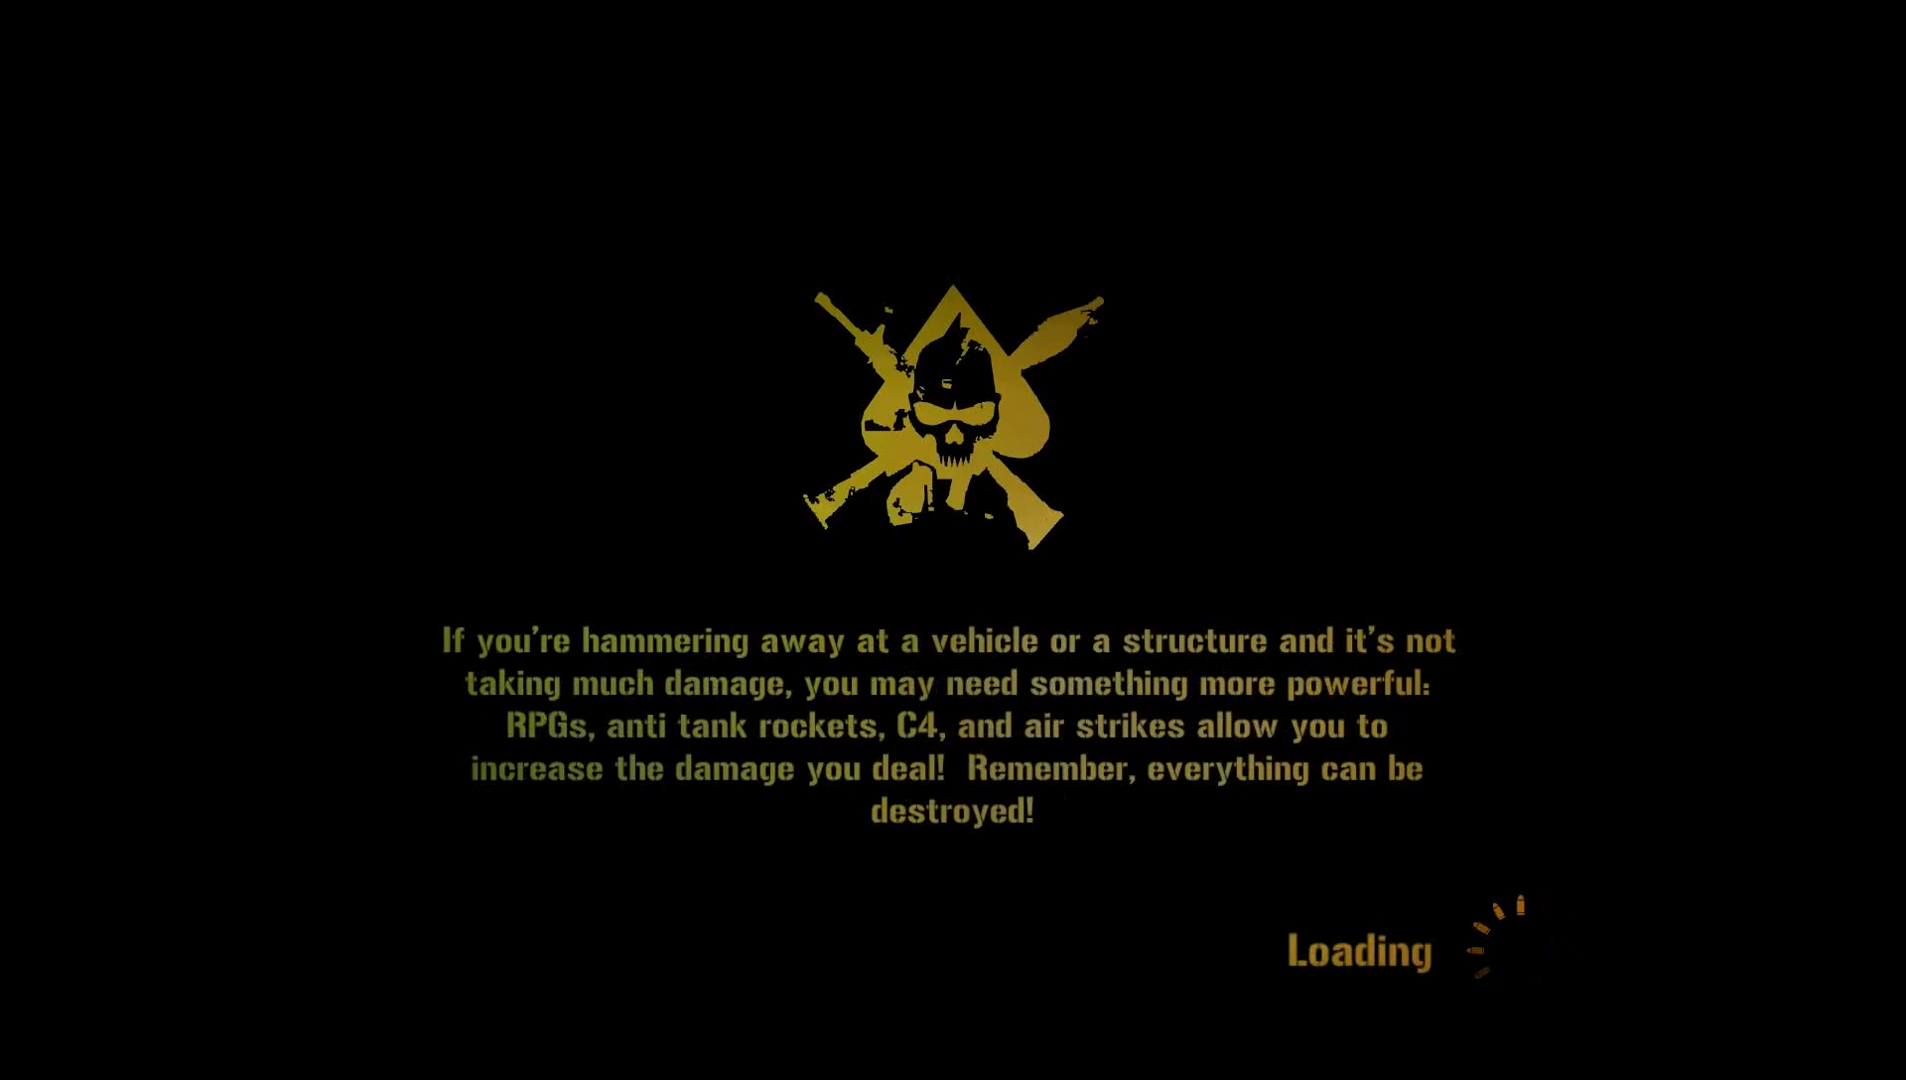 If you're hammering away at a vehicle or a structure and it's not
taking much damage, you may need something more powerful:
RPGs, anti tank rockets, C4, and air strikes allow you to
increase the damage you deal!  Remember, everything can be
destroyed!
Loading